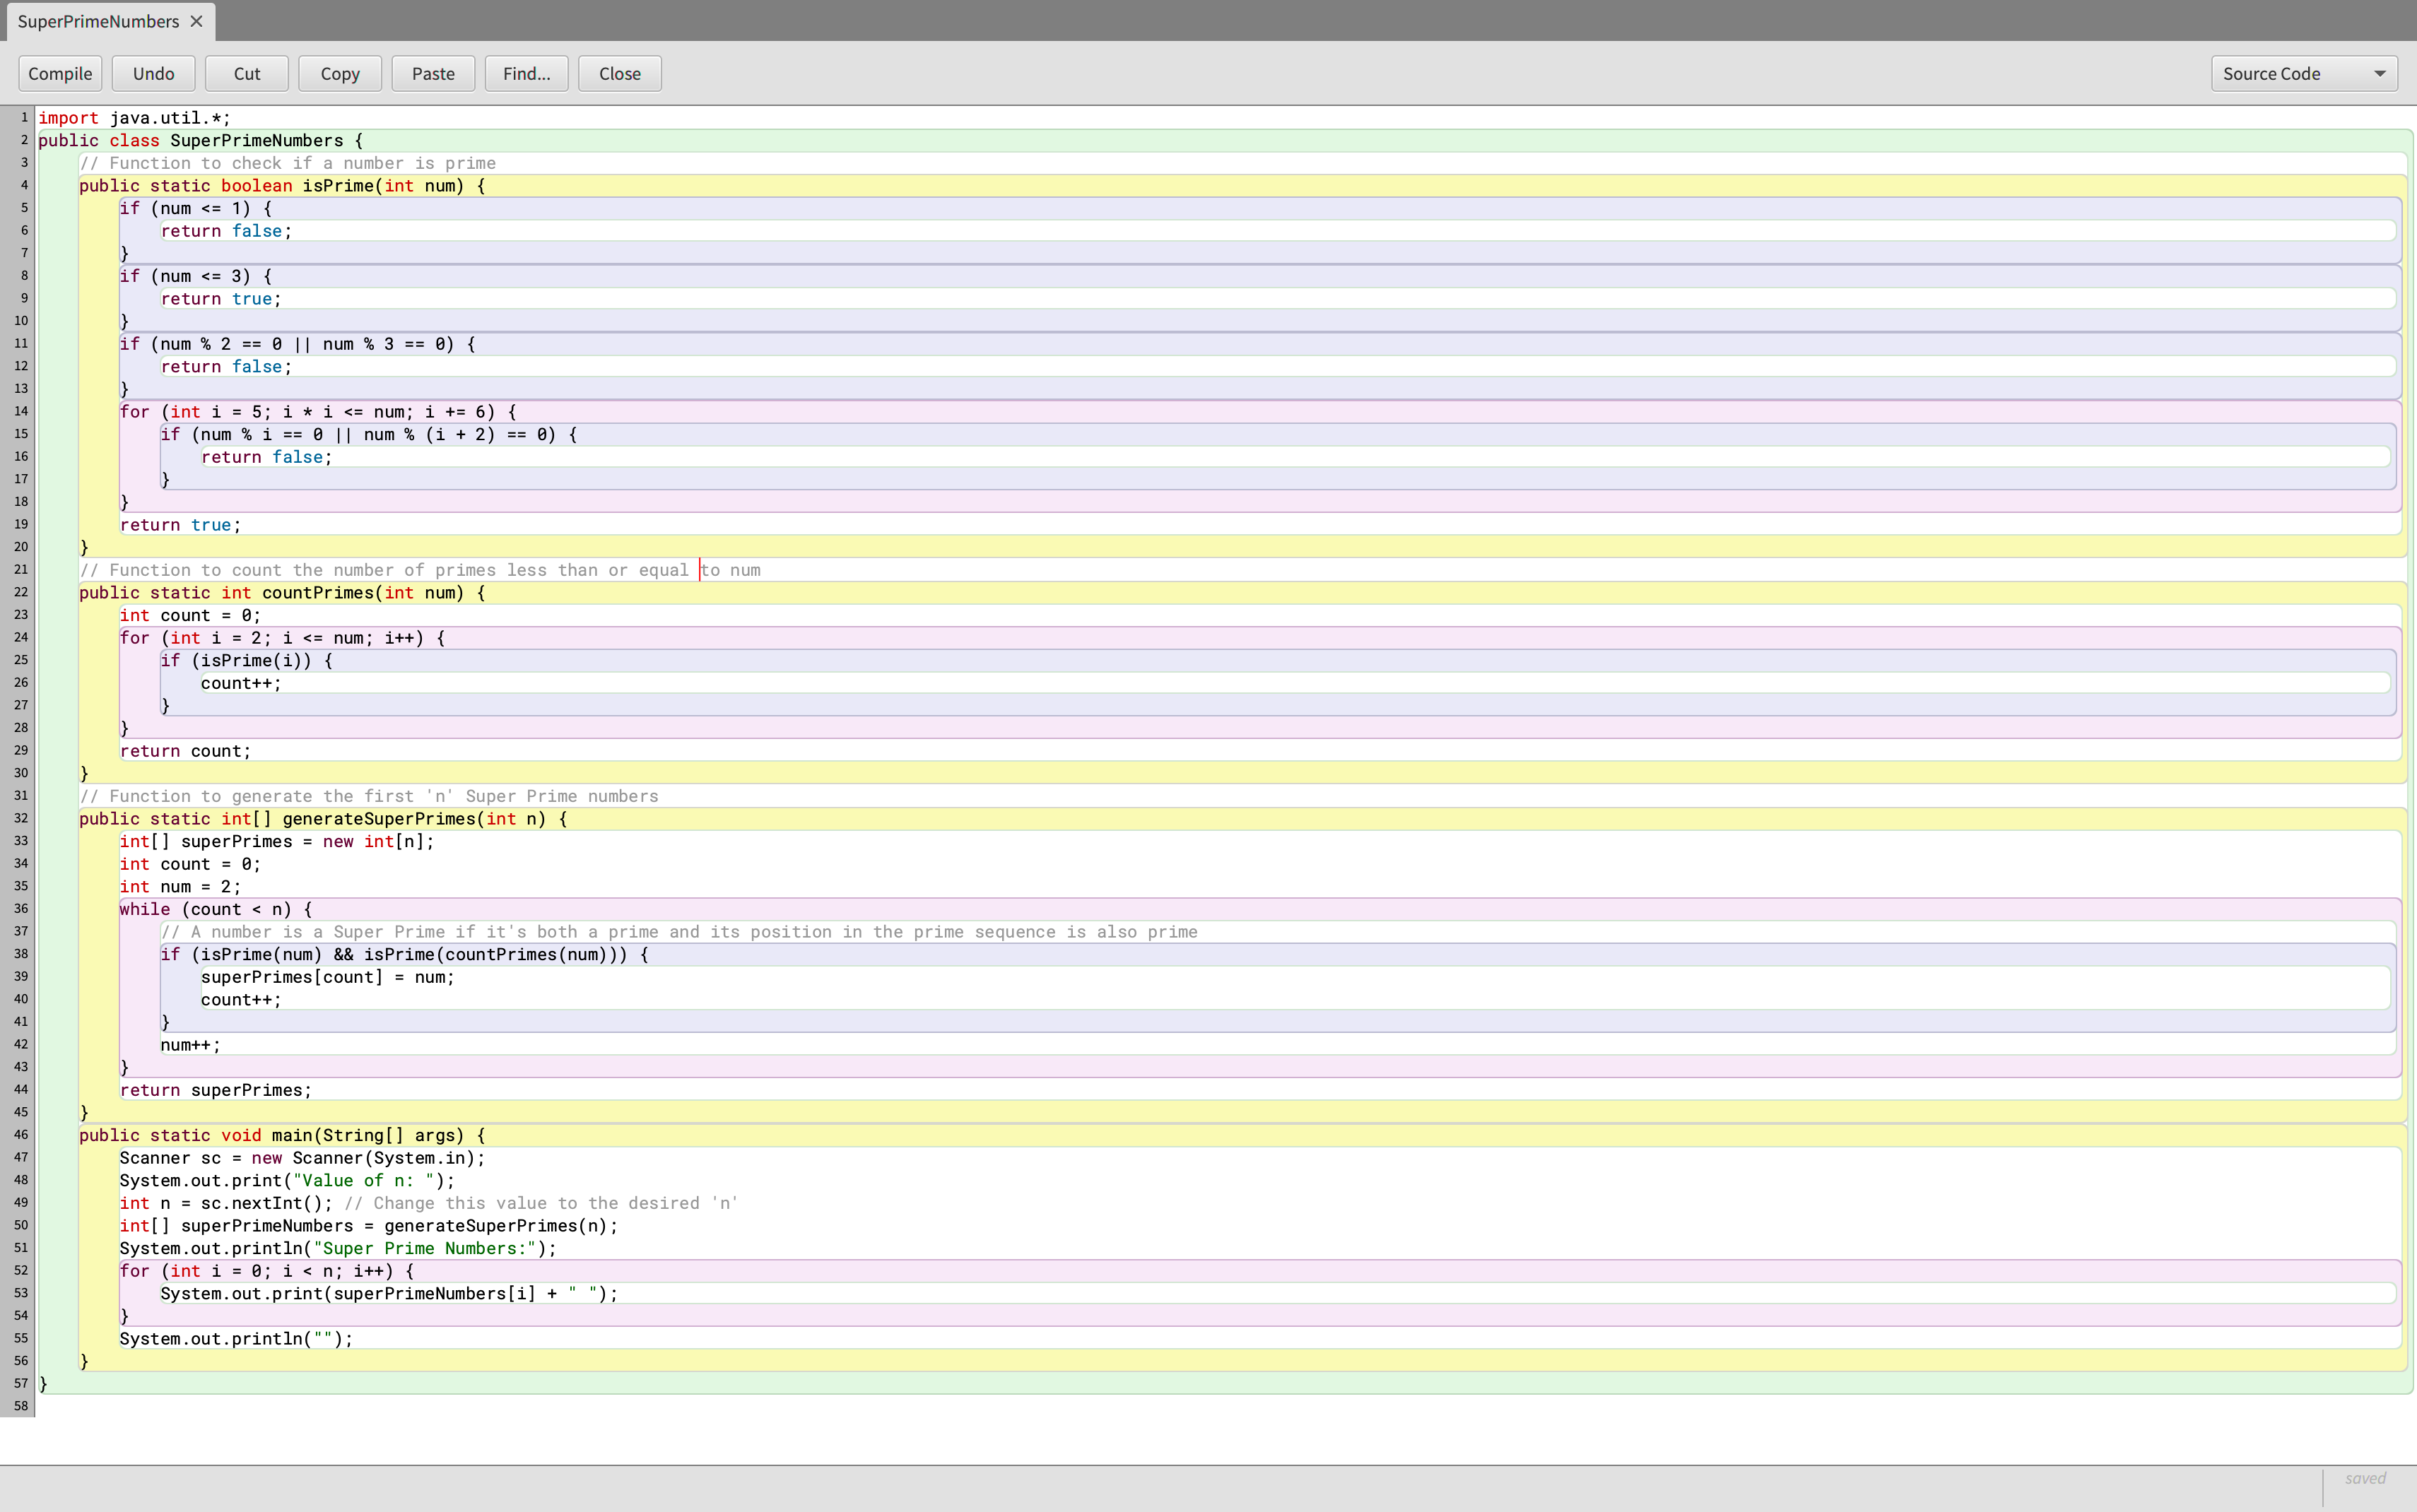 SuperPrimeNumbers ✕
Compile Undo Cut Copy Paste Find... Close Source Code
1 import java.util.*;
2 public class SuperPrimeNumbers {
3     // Function to check if a number is prime
4     public static boolean isPrime(int num) {
5         if (num <= 1) {
6             return false;
7         }
8         if (num <= 3) {
9             return true;
10         }
11         if (num % 2 == 0 || num % 3 == 0) {
12             return false;
13         }
14         for (int i = 5; i * i <= num; i += 6) {
15             if (num % i == 0 || num % (i + 2) == 0) {
16                 return false;
17             }
18         }
19         return true;
20     }
21     // Function to count the number of primes less than or equal to num
22     public static int countPrimes(int num) {
23         int count = 0;
24         for (int i = 2; i <= num; i++) {
25             if (isPrime(i)) {
26                 count++;
27             }
28         }
29         return count;
30     }
31     // Function to generate the first 'n' Super Prime numbers
32     public static int[] generateSuperPrimes(int n) {
33         int[] superPrimes = new int[n];
34         int count = 0;
35         int num = 2;
36         while (count < n) {
37             // A number is a Super Prime if it's both a prime and its position in the prime sequence is also prime
38             if (isPrime(num) && isPrime(countPrimes(num))) {
39                 superPrimes[count] = num;
40                 count++;
41             }
42             num++;
43         }
44         return superPrimes;
45     }
46     public static void main(String[] args) {
47         Scanner sc = new Scanner(System.in);
48         System.out.print("Value of n: ");
49         int n = sc.nextInt(); // Change this value to the desired 'n'
50         int[] superPrimeNumbers = generateSuperPrimes(n);
51         System.out.println("Super Prime Numbers:");
52         for (int i = 0; i < n; i++) {
53             System.out.print(superPrimeNumbers[i] + " ");
54         }
55         System.out.println("");
56     }
57 }
58
saved